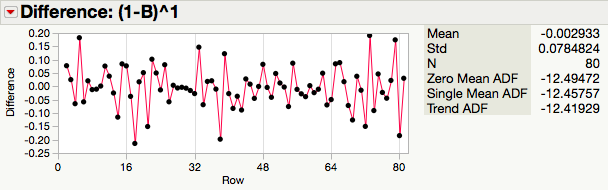 Difference: (1-B)^1
0.20
0.15
0.10
0.05
0.00
-0.05
-0.10
-0.15
-0.20
-0.25
Difference
0 16 32 48 64 80
Row
Mean -0.002933
Std 0.0784824
N 80
Zero Mean ADF -12.49472
Single Mean ADF -12.45757
Trend ADF -12.41929